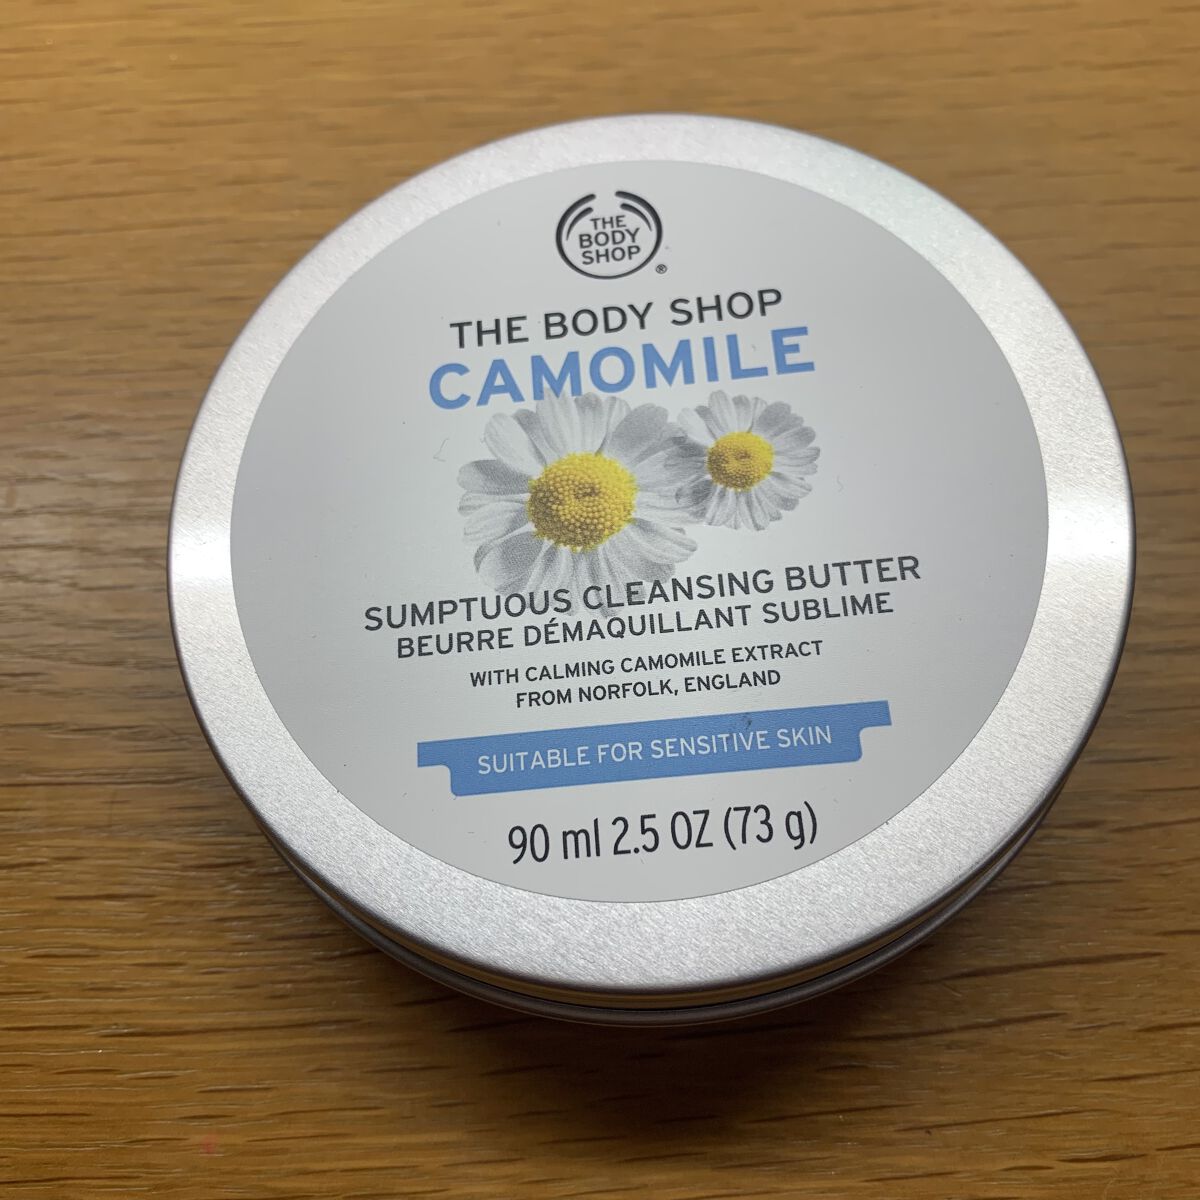 THE
BODY
SHOP
®
THE BODY SHOP
CAMOMILE
SUMPTUOUS CLEANSING BUTTER
BEURRE DÉMAQUILLANT SUBLIME
WITH CALMING CAMOMILE EXTRACT
FROM NORFOLK, ENGLAND
SUITABLE FOR SENSITIVE SKIN
90 ml 2.5 OZ (73 g)